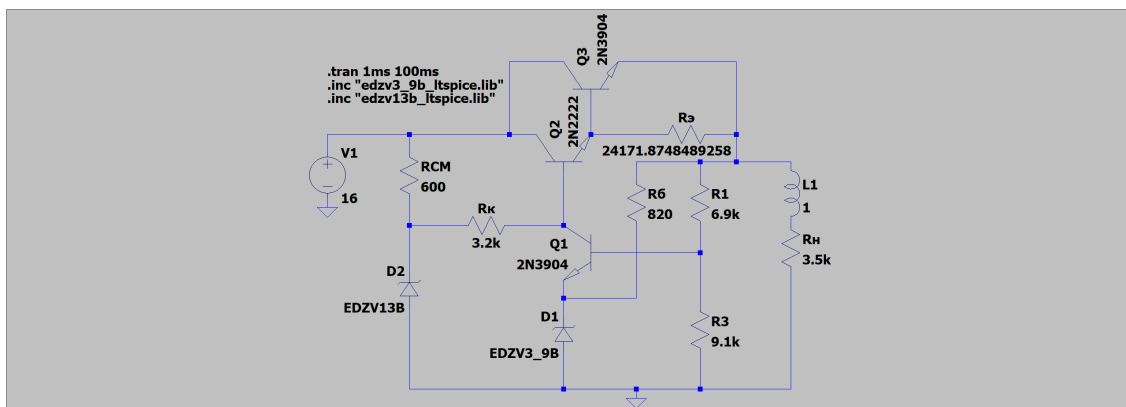 Q3
2N3904
.tran 1ms 100ms
.inc "edzv3_9b_ltspice.lib"
.inc "edzv13b_ltspice.lib"
Q2
2N2222
Rэ
24171.8748489258
V1
16
RCM
600
Rк
3.2k
Rб
820
R1
6.9k
L1
1
Rн
3.5k
Q1
2N3904
D2
EDZV13B
D1
EDZV3_9B
R3
9.1k